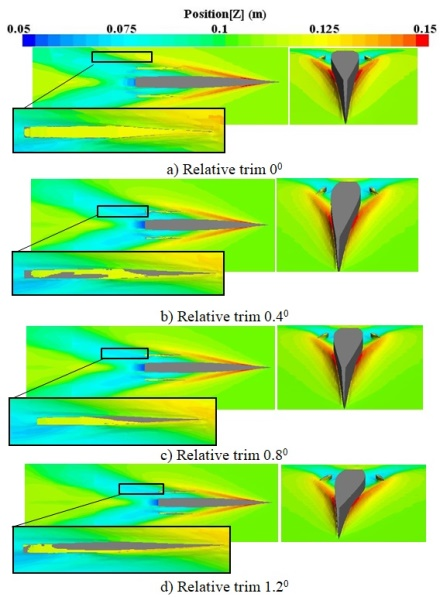 Position[Z] (m)
0.05 0.075 0.1 0.125 0.15
a) Relative trim 0⁰
b) Relative trim 0.4⁰
c) Relative trim 0.8⁰
d) Relative trim 1.2⁰